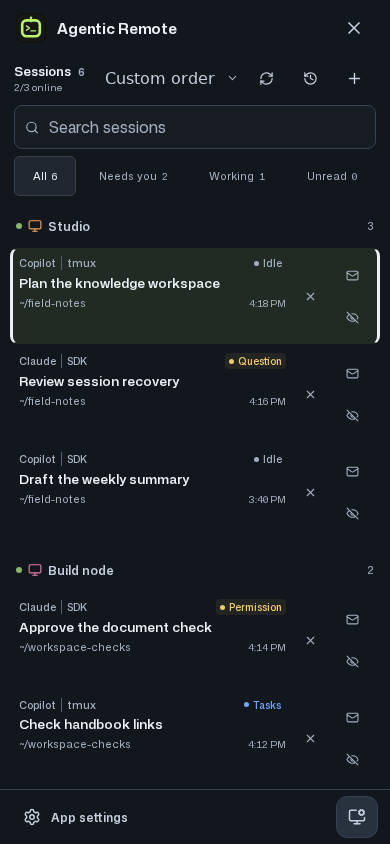 Agentic Remote
Sessions 6
2/3 online
Custom order
Search sessions
All 6
Needs you 2
Working 1
Unread 0
Studio 3
Copilot | tmux Idle
Plan the knowledge workspace
~/field-notes 4:18 PM
Claude | SDK Question
Review session recovery
~/field-notes 4:16 PM
Copilot | SDK Idle
Draft the weekly summary
~/field-notes 3:40 PM
Build node 2
Claude | SDK Permission
Approve the document check
~/workspace-checks 4:14 PM
Copilot | tmux Tasks
Check handbook links
~/workspace-checks 4:12 PM
App settings